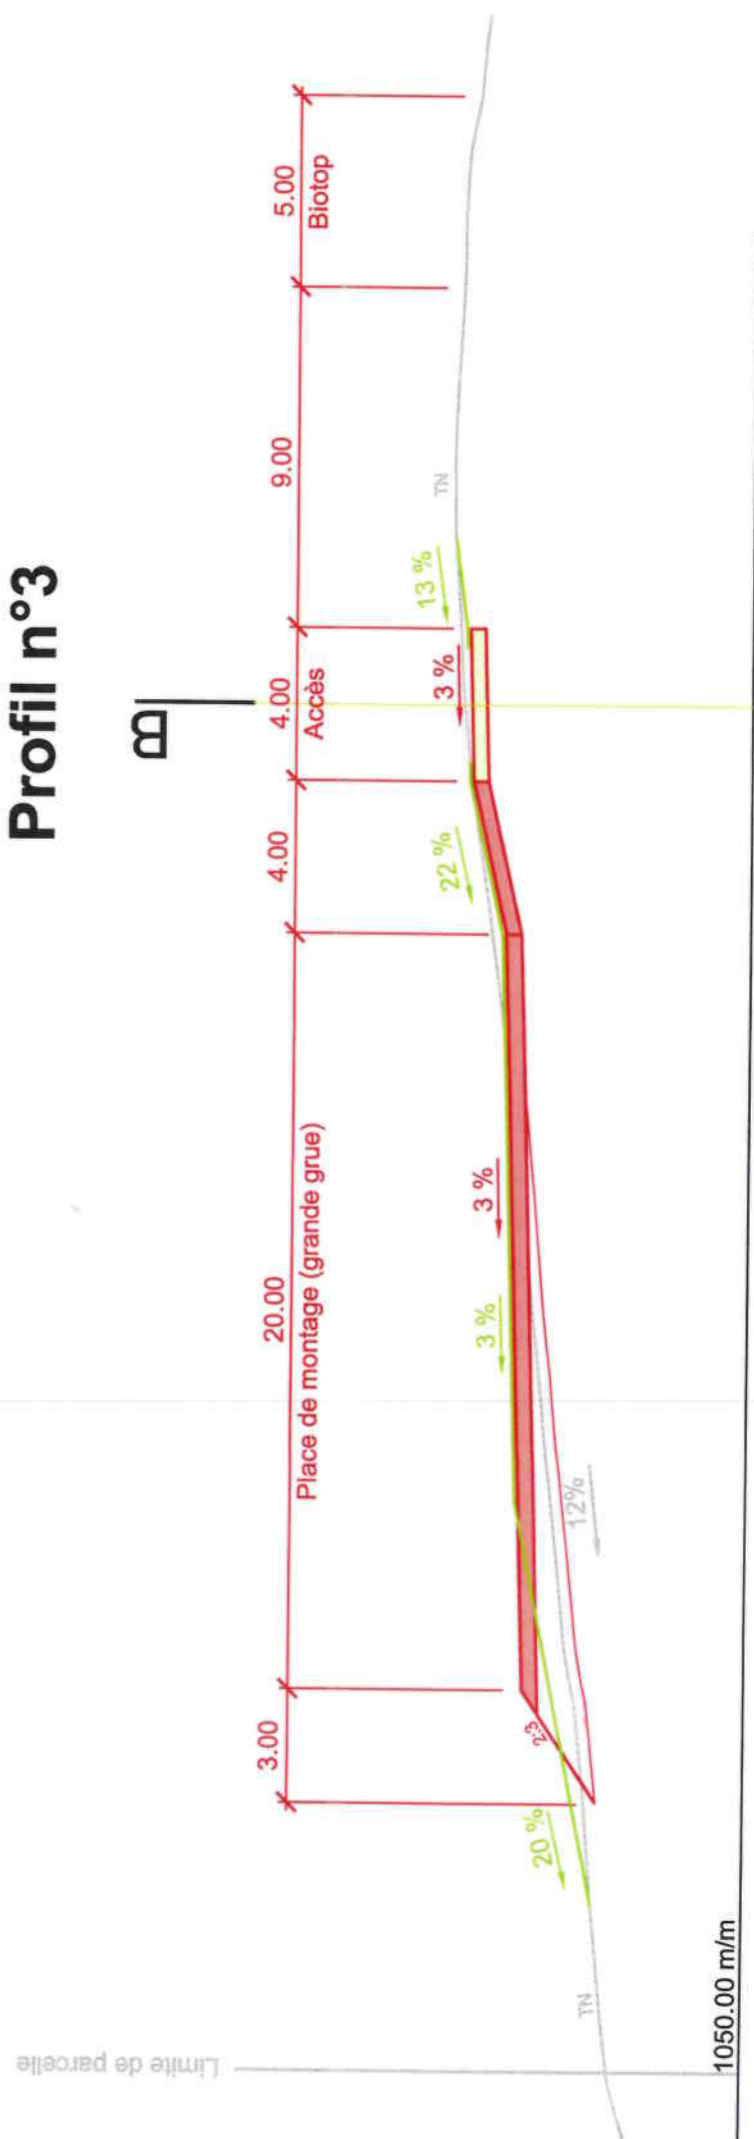 Profil n°3
B
3.00
20.00
4.00
4.00
9.00
5.00
Place de montage (grande grue)
Accès
Biotop
20 %
2:3
12%
3 %
3 %
22 %
3 %
13 %
TN
TN
Limite de parcelle
1050.00 m/m